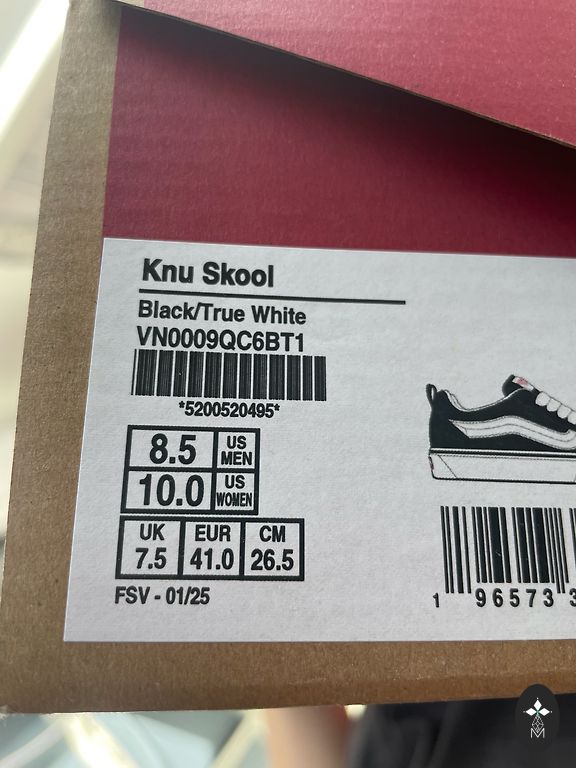 Knu Skool
Black/True White
VN0009QC6BT1
*5200520495*
8.5 US MEN
10.0 US WOMEN
UK EUR CM
7.5 41.0 26.5
FSV - 01/25
1 96573